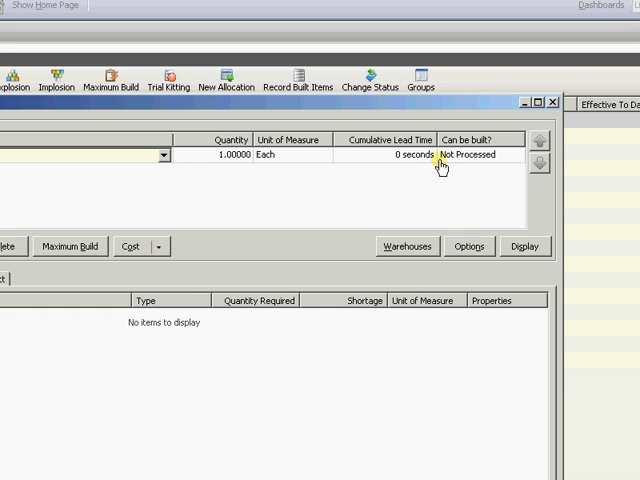 Show Home Page
Dashboards
xplosion Implosion Maximum Build Trial Kitting New Allocation Record Built Items Change Status Groups
Effective To Da
Quantity Unit of Measure Cumulative Lead Time Can be built?
1.00000 Each 0 seconds Not Processed
lete Maximum Build Cost Warehouses Options Display
ct
Type Quantity Required Shortage Unit of Measure Properties
No items to display